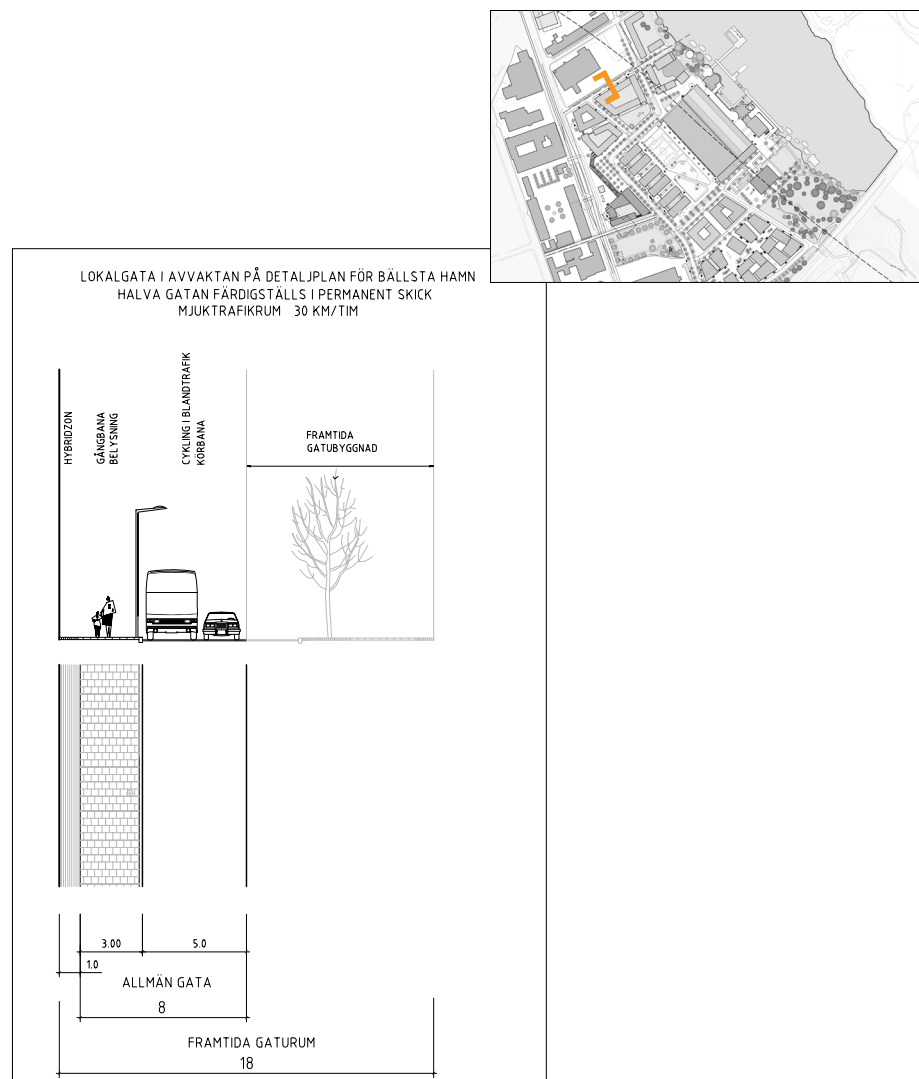 LOKALGATA I AVVAKTAN PÅ DETALJPLAN FÖR BÄLLSTA HAMN
HALVA GATAN FÄRDIGSTÄLLS I PERMANENT SKICK
MJUKTRAFIKRUM 30 KM/TIM
HYBRIDZON
GÅNGBANA
BELYSNING
CYKLING I BLANDTRAFIK
KÖRBANA
FRAMTIDA
GATUBYGGNAD
3.00
5.0
1.0
ALLMÄN GATA
8
FRAMTIDA GATURUM
18